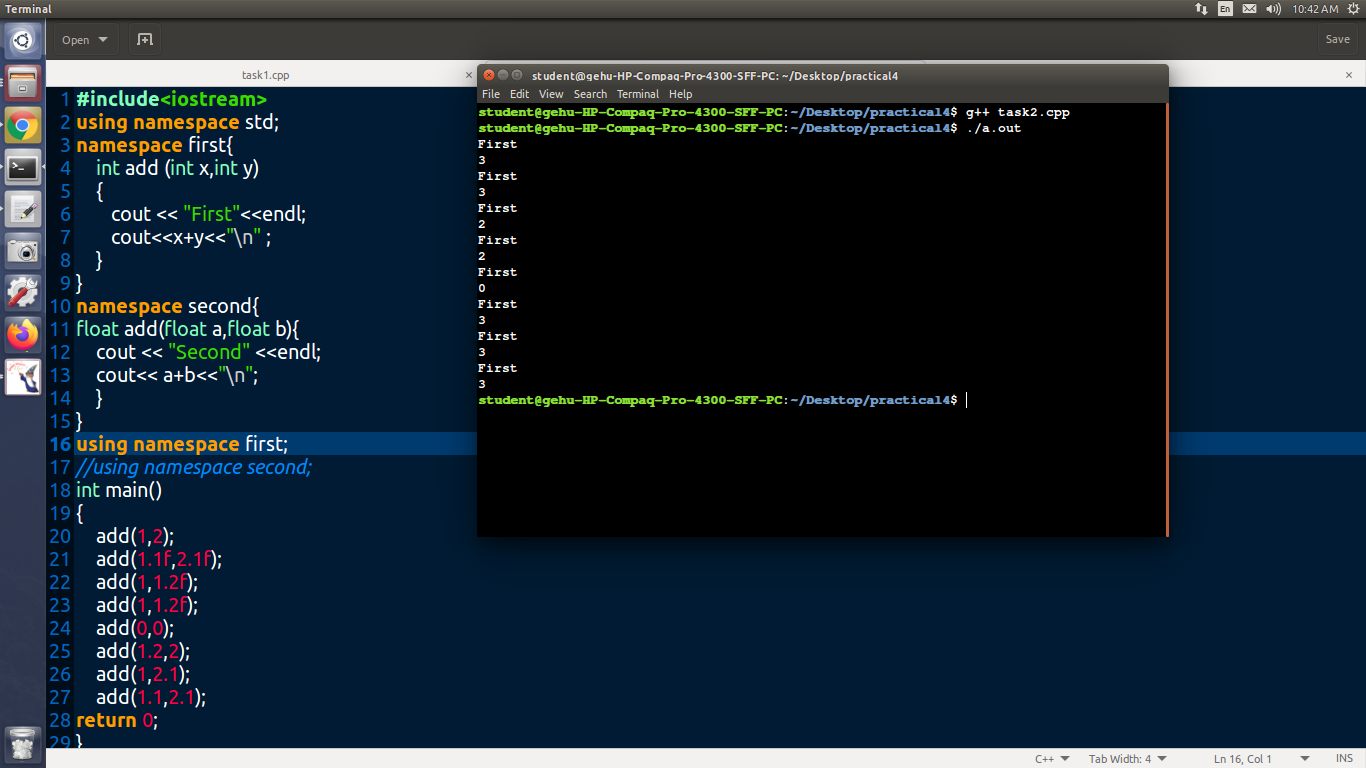 Terminal
En
10:42 AM
Open
Save
task1.cpp
×
×
1 #include<iostream>
2 using namespace std;
3 namespace first{
4 int add (int x,int y)
5 {
6 cout << "First"<<endl;
7 cout<<x+y<<"\n" ;
8 }
9 }
10 namespace second{
11 float add(float a,float b){
12 cout << "Second" <<endl;
13 cout<< a+b<<"\n";
14 }
15 }
16 using namespace first;
17 //using namespace second;
18 int main()
19 {
20 add(1,2);
21 add(1.1f,2.1f);
22 add(1,1.2f);
23 add(1,1.2f);
24 add(0,0);
25 add(1.2,2);
26 add(1,2.1);
27 add(1.1,2.1);
28 return 0;
29 }
student@gehu-HP-Compaq-Pro-4300-SFF-PC: ~/Desktop/practical4
File Edit View Search Terminal Help
student@gehu-HP-Compaq-Pro-4300-SFF-PC:~/Desktop/practical4$ g++ task2.cpp
student@gehu-HP-Compaq-Pro-4300-SFF-PC:~/Desktop/practical4$ ./a.out
First
3
First
3
First
2
First
2
First
0
First
3
First
3
First
3
student@gehu-HP-Compaq-Pro-4300-SFF-PC:~/Desktop/practical4$
C++ Tab Width: 4 Ln 16, Col 1 INS